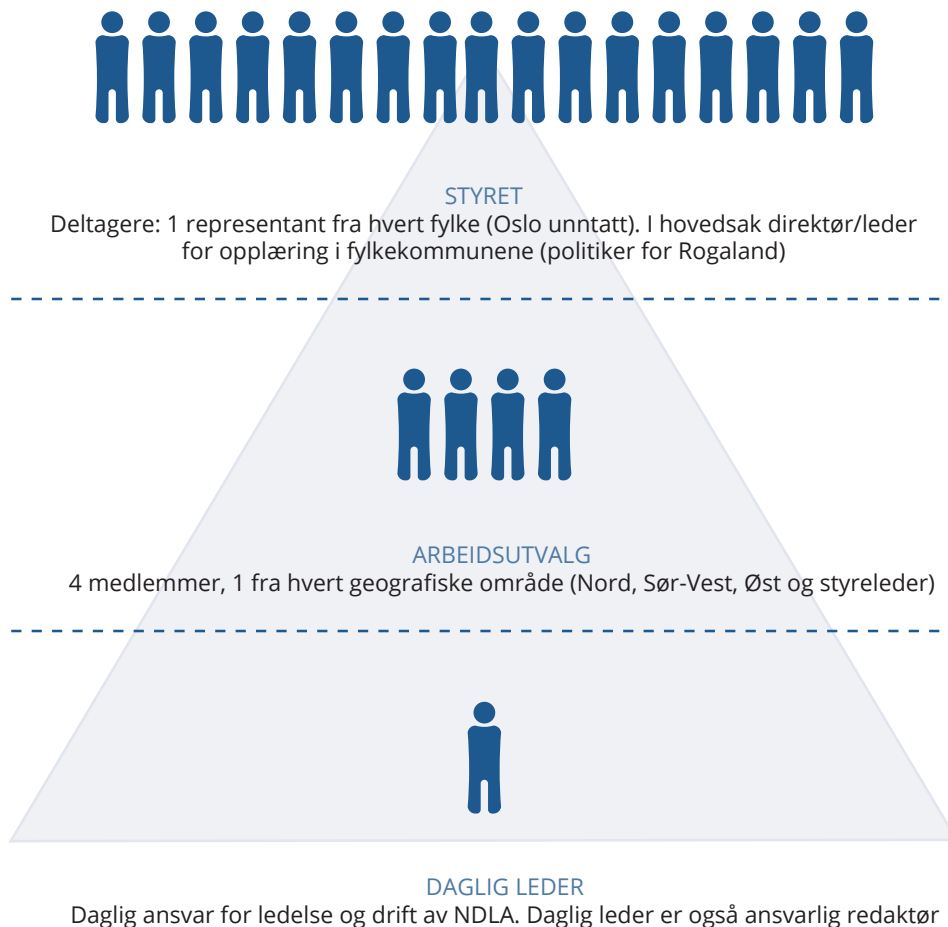 STYRET
Deltagere: 1 representant fra hvert fylke (Oslo unntatt). I hovedsak direktør/leder
for opplæring i fylkekommunene (politiker for Rogaland)
ARBEIDSUTVALG
4 medlemmer, 1 fra hvert geografiske område (Nord, Sør-Vest, Øst og styreleder)
DAGLIG LEDER
Daglig ansvar for ledelse og drift av NDLA. Daglig leder er også ansvarlig redaktør